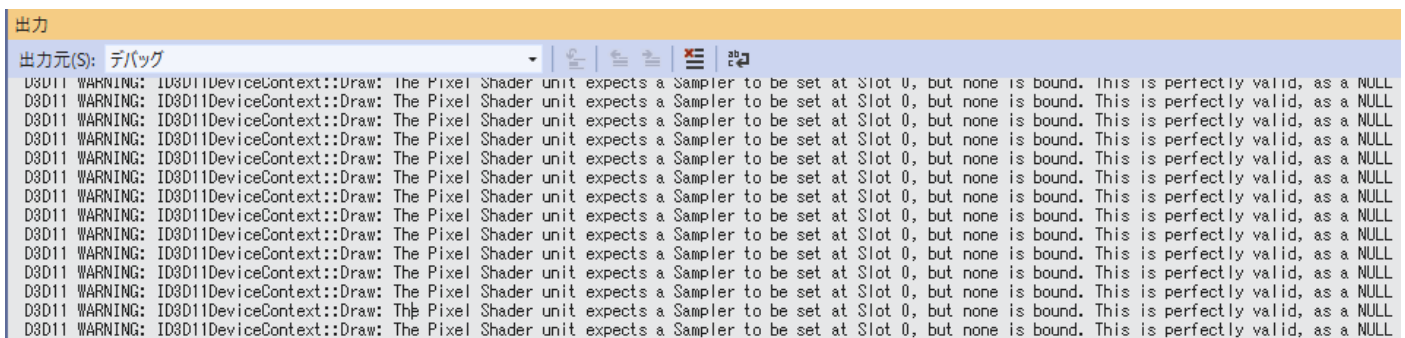 出力
出力元(S): デバッグ
D3D11 WARNING: ID3D11DeviceContext::Draw: The Pixel Shader unit expects a Sampler to be set at Slot 0, but none is bound. This is perfectly valid, as a NULL
D3D11 WARNING: ID3D11DeviceContext::Draw: The Pixel Shader unit expects a Sampler to be set at Slot 0, but none is bound. This is perfectly valid, as a NULL
D3D11 WARNING: ID3D11DeviceContext::Draw: The Pixel Shader unit expects a Sampler to be set at Slot 0, but none is bound. This is perfectly valid, as a NULL
D3D11 WARNING: ID3D11DeviceContext::Draw: The Pixel Shader unit expects a Sampler to be set at Slot 0, but none is bound. This is perfectly valid, as a NULL
D3D11 WARNING: ID3D11DeviceContext::Draw: The Pixel Shader unit expects a Sampler to be set at Slot 0, but none is bound. This is perfectly valid, as a NULL
D3D11 WARNING: ID3D11DeviceContext::Draw: The Pixel Shader unit expects a Sampler to be set at Slot 0, but none is bound. This is perfectly valid, as a NULL
D3D11 WARNING: ID3D11DeviceContext::Draw: The Pixel Shader unit expects a Sampler to be set at Slot 0, but none is bound. This is perfectly valid, as a NULL
D3D11 WARNING: ID3D11DeviceContext::Draw: The Pixel Shader unit expects a Sampler to be set at Slot 0, but none is bound. This is perfectly valid, as a NULL
D3D11 WARNING: ID3D11DeviceContext::Draw: The Pixel Shader unit expects a Sampler to be set at Slot 0, but none is bound. This is perfectly valid, as a NULL
D3D11 WARNING: ID3D11DeviceContext::Draw: The Pixel Shader unit expects a Sampler to be set at Slot 0, but none is bound. This is perfectly valid, as a NULL
D3D11 WARNING: ID3D11DeviceContext::Draw: The Pixel Shader unit expects a Sampler to be set at Slot 0, but none is bound. This is perfectly valid, as a NULL
D3D11 WARNING: ID3D11DeviceContext::Draw: The Pixel Shader unit expects a Sampler to be set at Slot 0, but none is bound. This is perfectly valid, as a NULL
D3D11 WARNING: ID3D11DeviceContext::Draw: The Pixel Shader unit expects a Sampler to be set at Slot 0, but none is bound. This is perfectly valid, as a NULL
D3D11 WARNING: ID3D11DeviceContext::Draw: The Pixel Shader unit expects a Sampler to be set at Slot 0, but none is bound. This is perfectly valid, as a NULL